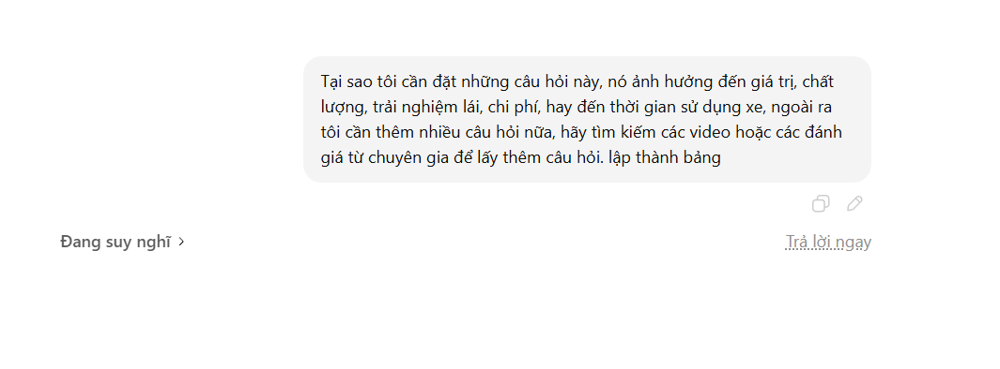 Tại sao tôi cần đặt những câu hỏi này, nó ảnh hưởng đến giá trị, chất
lượng, trải nghiệm lái, chi phí, hay đến thời gian sử dụng xe, ngoài ra
tôi cần thêm nhiều câu hỏi nữa, hãy tìm kiếm các video hoặc các đánh
giá từ chuyên gia để lấy thêm câu hỏi. lập thành bảng
Đang suy nghĩ >
Trả lời ngay